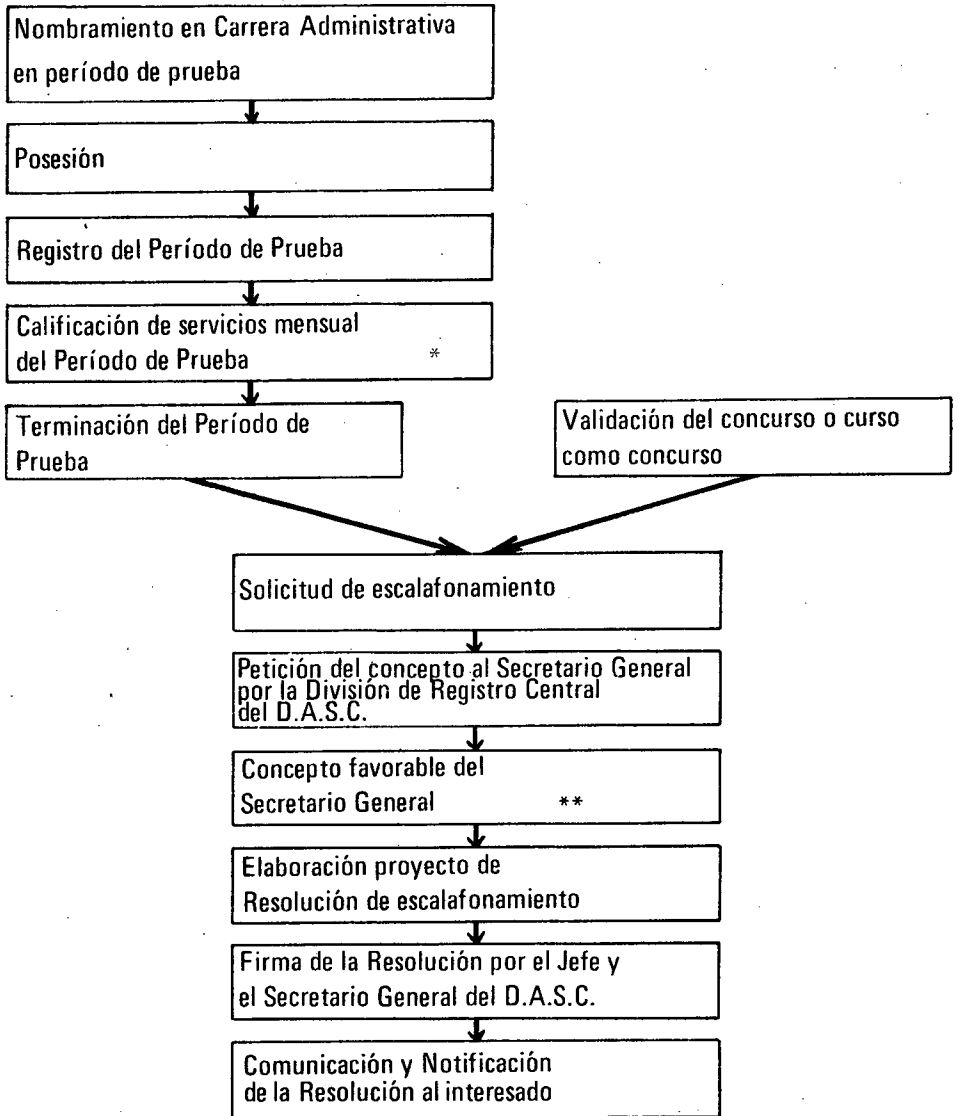 Nombramiento en Carrera Administrativa
en período de prueba
Posesión
Registro del Período de Prueba
Calificación de servicios mensual
del Período de Prueba *
Terminación del Período de
Prueba
Validación del concurso o curso
como concurso
Solicitud de escalafonamiento
Petición del concepto al Secretario General
por la División de Registro Central
del D.A.S.C.
Concepto favorable del
Secretario General **
Elaboración proyecto de
Resolución de escalafonamiento
Firma de la Resolución por el Jefe y
el Secretario General del D.A.S.C.
Comunicación y Notificación
de la Resolución al interesado